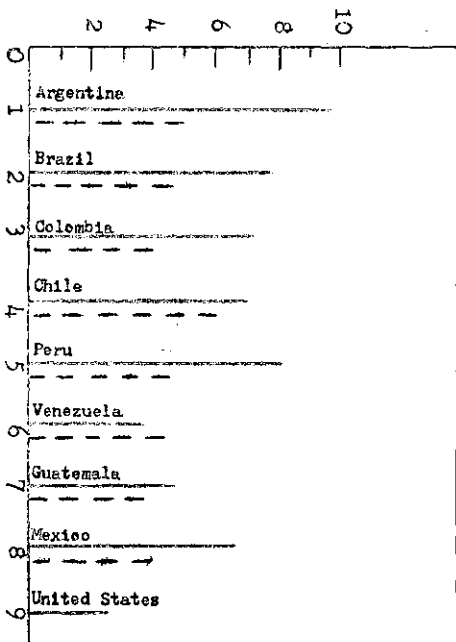 2 4 6 8 10
0
Argentina
1
Brazil
2
Colombia
3
Chile
4
Peru
5
Venezuela
6
Guatemala
7
Mexico
8
United States
9